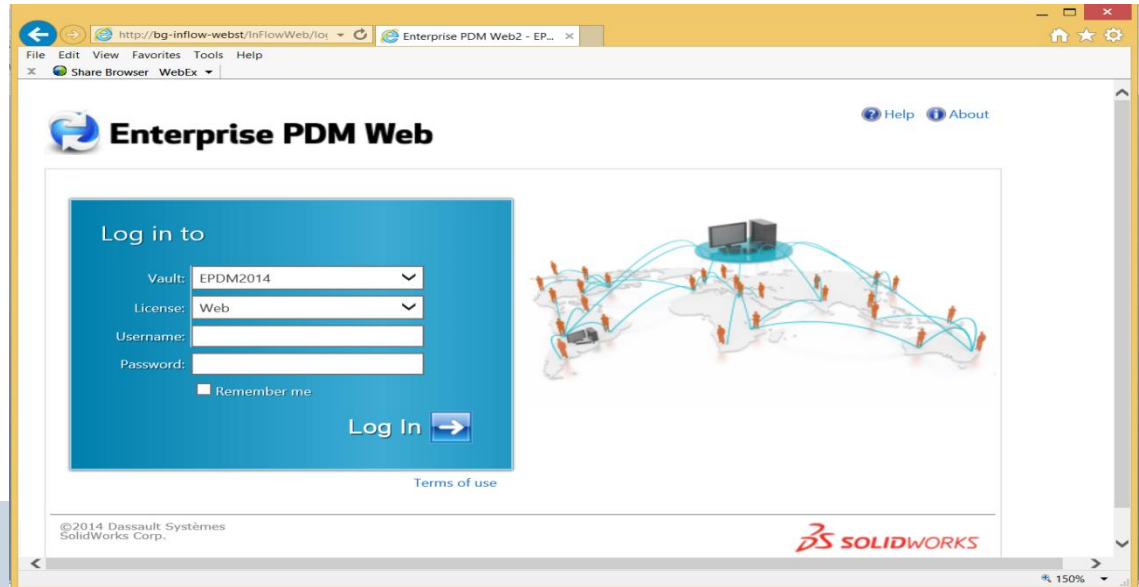 http://bg-inflow-webst/InFlowWeb/log
Enterprise PDM Web2 - EP...
File Edit View Favorites Tools Help
x Share Browser WebEx
Help About
Enterprise PDM Web
Log in to
Vault: EPDM2014
License: Web
Username:
Password:
Remember me
Log In
Terms of use
©2014 Dassault Systèmes
SolidWorks Corp.
SOLIDWORKS
150%